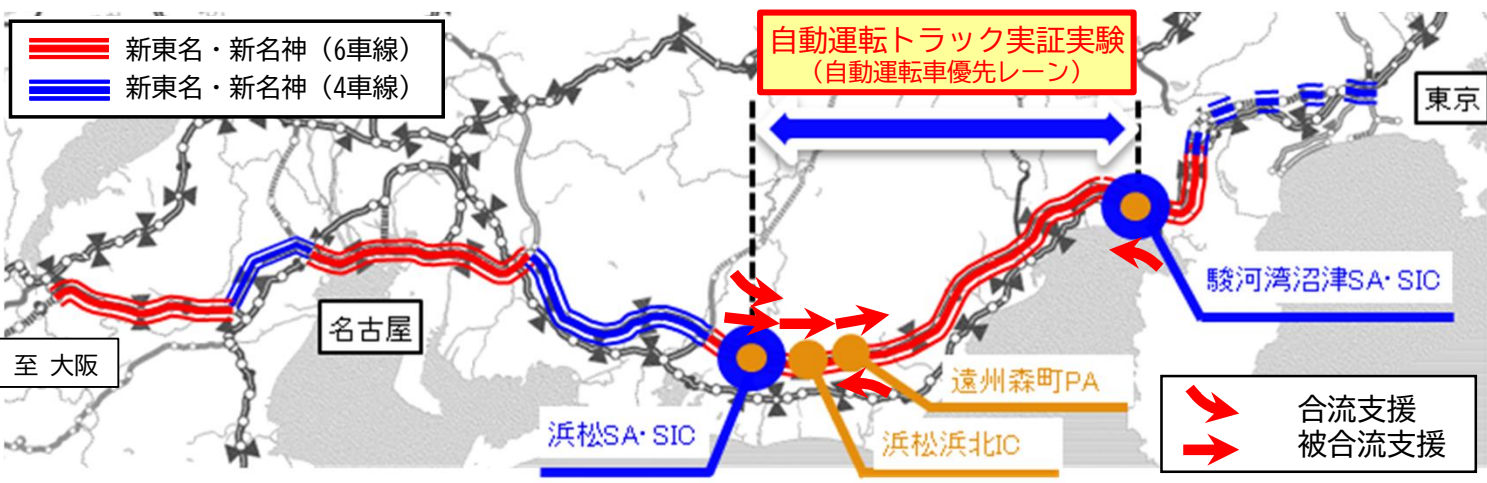 新東名・新名神（6車線）
新東名・新名神（4車線）
自動運転トラック実証実験
（自動運転車優先レーン）
東京
駿河湾沼津SA・SIC
名古屋
至 大阪
遠州森町PA
浜松SA・SIC
浜松浜北IC
合流支援
被合流支援